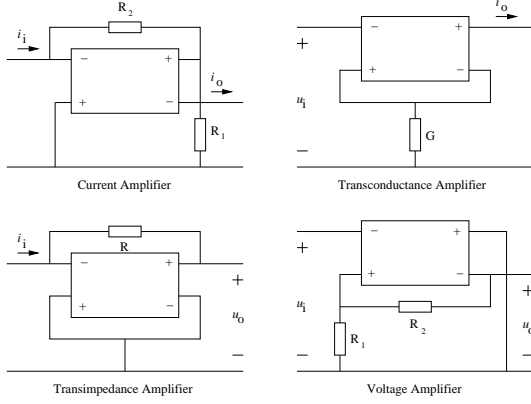 R2
ii
− +
+ −
io
R1
Current Amplifier
io
+
− +
+ −
ui
G
−
Transconductance Amplifier
ii
R
− +
+ −
+
uo
−
Transimpedance Amplifier
+
− +
+ −
ui
R2
R1
+
uo
−
−
Voltage Amplifier